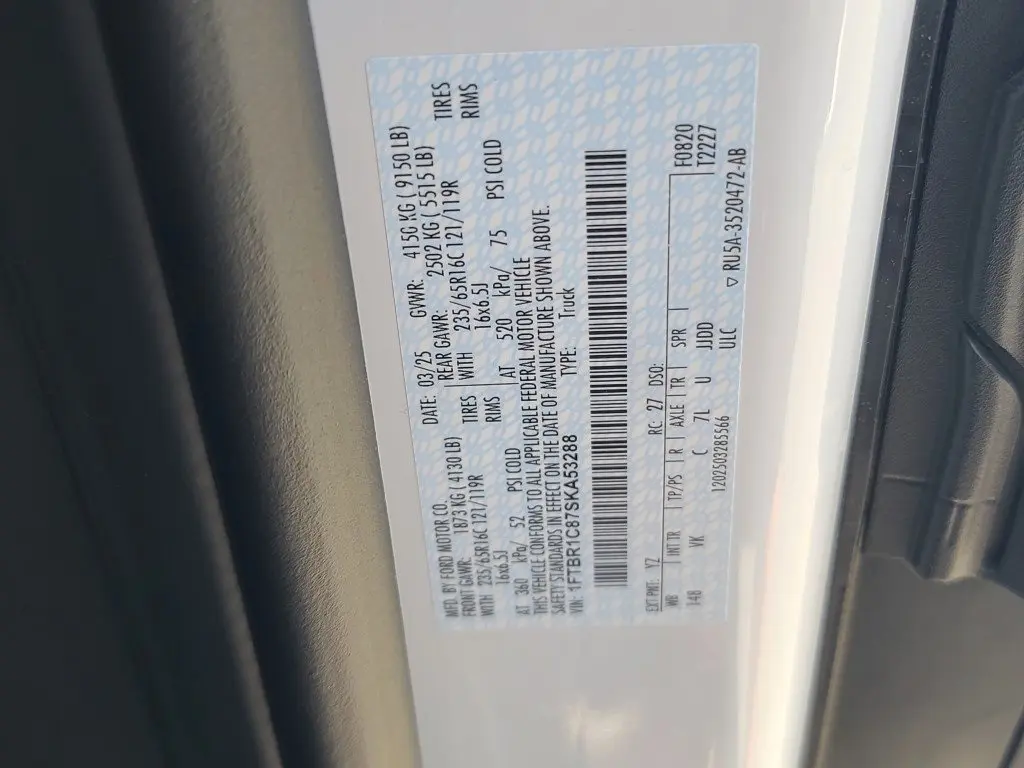 MFD. BY FORD MOTOR CO.
DATE: 03/25 GVWR: 4150 KG ( 9150 LB)
FRONT GAWR: 1873 KG ( 4130 LB) REAR GAWR: 2502 KG ( 5515 LB)
WITH 235/65R16C 121/119R TIRES WITH 235/65R16C 121/119R TIRES
16x6.5J RIMS 16x6.5J RIMS
AT 360 kPa/ 52 PSI COLD AT 520 kPa/ 75 PSI COLD
THIS VEHICLE CONFORMS TO ALL APPLICABLE FEDERAL MOTOR VEHICLE
SAFETY STANDARDS IN EFFECT ON THE DATE OF MANUFACTURE SHOWN ABOVE.
VIN: 1FTBR1C87SKA53288 TYPE: Truck
EXT PNT: YZ RC: 27 DSO: F0820
WB INTTR TP/PS R AXLE TR SPR T2227
148 VK C 7L U JJDD
1202503285566 ULC ▽ RU5A-3520472-AB